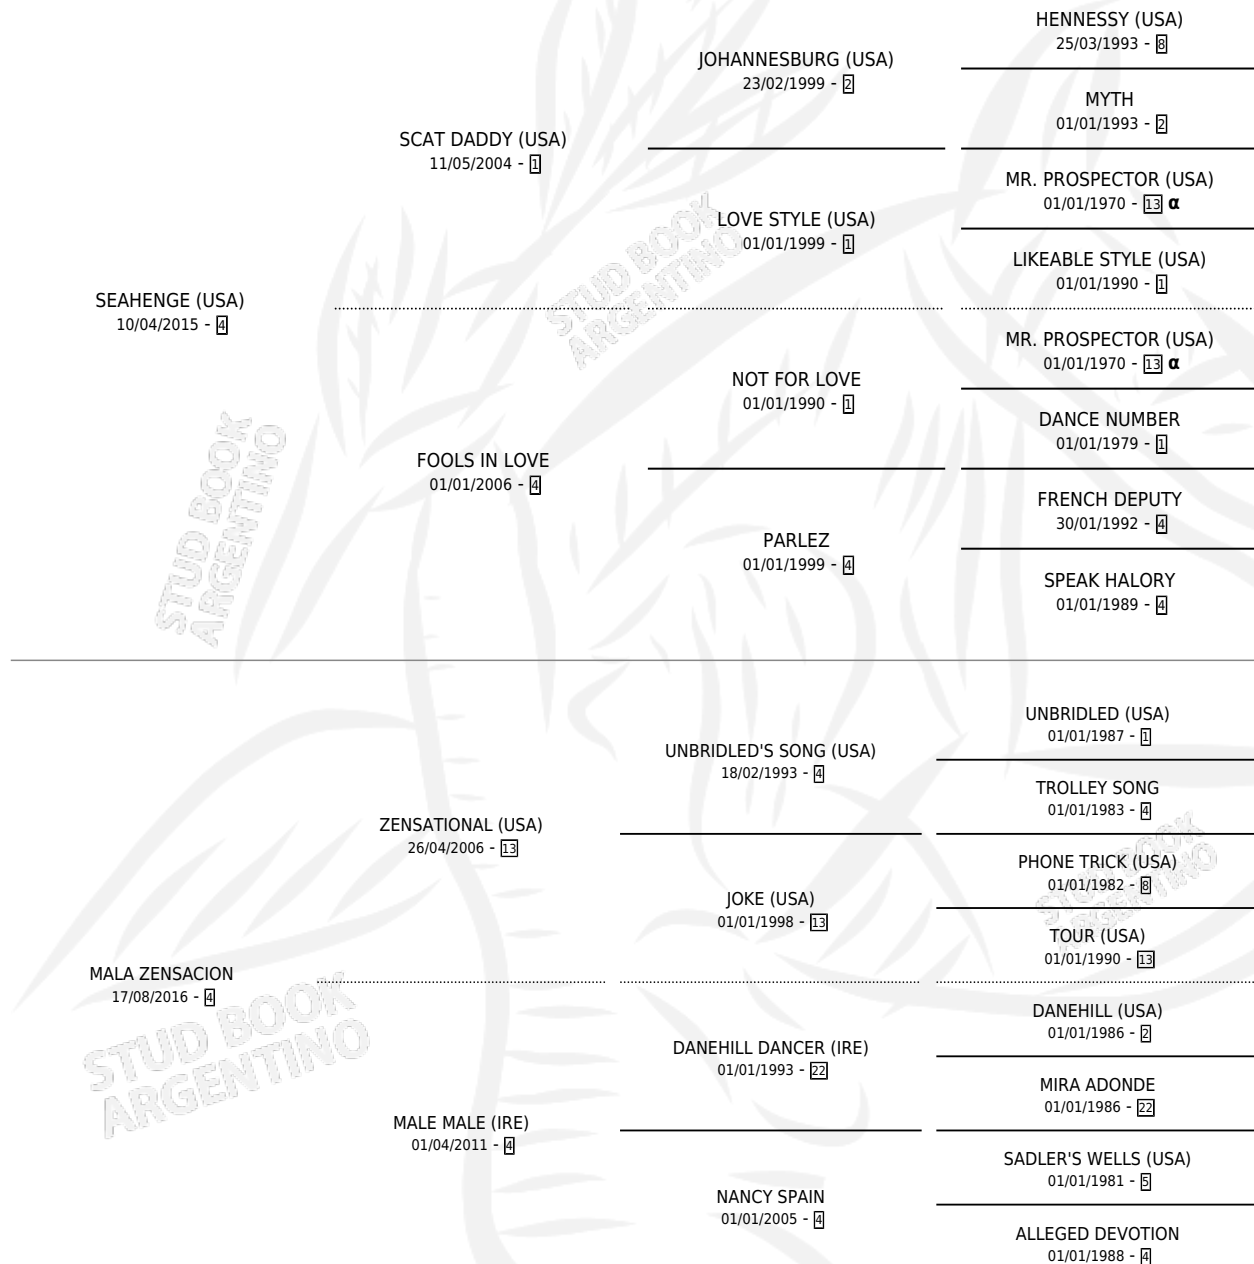 HENNESSY (USA)
25/03/1993 - 8
JOHANNESBURG (USA)
23/02/1999 - 2
MYTH
01/01/1993 - 2
SCAT DADDY (USA)
11/05/2004 - 1
MR. PROSPECTOR (USA)
01/01/1970 - 13 α
LOVE STYLE (USA)
01/01/1999 - 1
LIKEABLE STYLE (USA)
01/01/1990 - 1
SEAHENGE (USA)
10/04/2015 - 4
MR. PROSPECTOR (USA)
01/01/1970 - 13 α
NOT FOR LOVE
01/01/1990 - 1
DANCE NUMBER
01/01/1979 - 1
FOOLS IN LOVE
01/01/2006 - 4
FRENCH DEPUTY
30/01/1992 - 4
PARLEZ
01/01/1999 - 4
SPEAK HALORY
01/01/1989 - 4
UNBRIDLED (USA)
01/01/1987 - 1
UNBRIDLED'S SONG (USA)
18/02/1993 - 4
TROLLEY SONG
01/01/1983 - 4
ZENSATIONAL (USA)
26/04/2006 - 13
PHONE TRICK (USA)
01/01/1982 - 8
JOKE (USA)
01/01/1998 - 13
TOUR (USA)
01/01/1990 - 13
MALA ZENSACION
17/08/2016 - 4
DANEHILL (USA)
01/01/1986 - 2
DANEHILL DANCER (IRE)
01/01/1993 - 22
MIRA ADONDE
01/01/1986 - 22
MALE MALE (IRE)
01/04/2011 - 4
SADLER'S WELLS (USA)
01/01/1981 - 5
NANCY SPAIN
01/01/2005 - 4
ALLEGED DEVOTION
01/01/1988 - 4
STUD BOOK
ARGENTINO
STUD BOOK
ARGENTINO
STUD BOOK
ARGENTINO
STUD BOOK
ARGENTINO